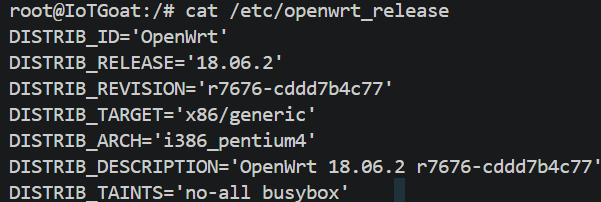 root@IoTGoat:/# cat /etc/openwrt_release
DISTRIB_ID='OpenWrt'
DISTRIB_RELEASE='18.06.2'
DISTRIB_REVISION='r7676-cddd7b4c77'
DISTRIB_TARGET='x86/generic'
DISTRIB_ARCH='i386_pentium4'
DISTRIB_DESCRIPTION='OpenWrt 18.06.2 r7676-cddd7b4c77'
DISTRIB_TAINTS='no-all busybox'